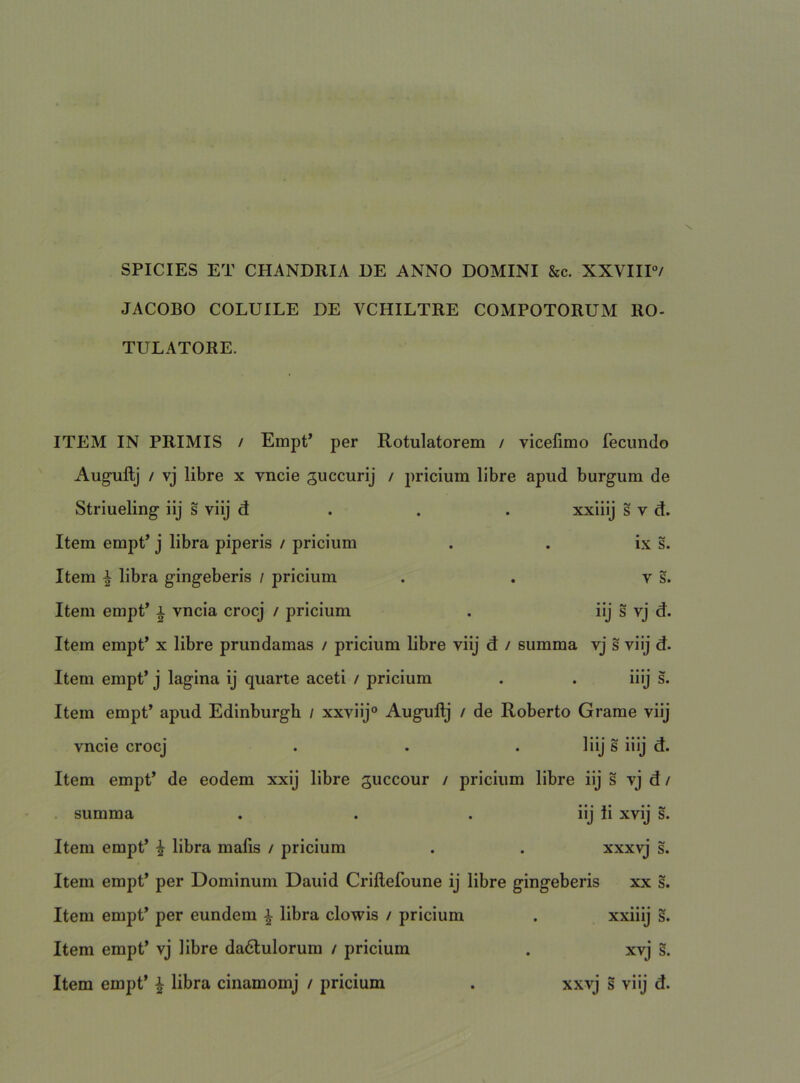 SPICIES ET CHANDRIA DE ANNO DOMINI &c. XXVIII°/
JACOBO COLUILE DE VCHILTRE COMPOTORUM RO-
TULATORE.
ITEM IN PRIMIS / Empt’ per Rotulatorem / vicefimo fecundo
Auguſtj / vj libre x vncie ʒuccurij / pricium libre apud burgum de
Striueling iij s̃ viij đ . . . xxiiij s̃ v đ.
Item empt’ j libra piperis / pricium . . ix s̃.
Item ½ libra gingeberis / pricium . . v s̃.
Item empt’ ½ vncia crocj / pricium . iij s̃ vj đ.
Item empt’ x libre prundamas / pricium libre viij đ / summa vj s̃ viij đ.
Item empt’ j lagina ij quarte aceti / pricium . . iiij s̃.
Item empt’ apud Edinburgh / xxviij° Auguſtj / de Roberto Grame viij
vncie crocj . . . liij s̃ iiij đ.
Item empt’ de eodem xxij libre ʒuccour / pricium libre iij s̃ vj đ /
summa . . . iij łi xvij s̃.
Item empt’ ½ libra maſis / pricium . . xxxvj s̃.
Item empt’ per Dominum Dauid Criſteſoune ij libre gingeberis xx s̃.
Item empt’ per eundem ½ libra clowis / pricium . xxiiij s̃.
Item empt’ vj libre dactulorum / pricium . xvj s̃.
Item empt’ ½ libra cinamomj / pricium . xxvj s̃ viij đ.